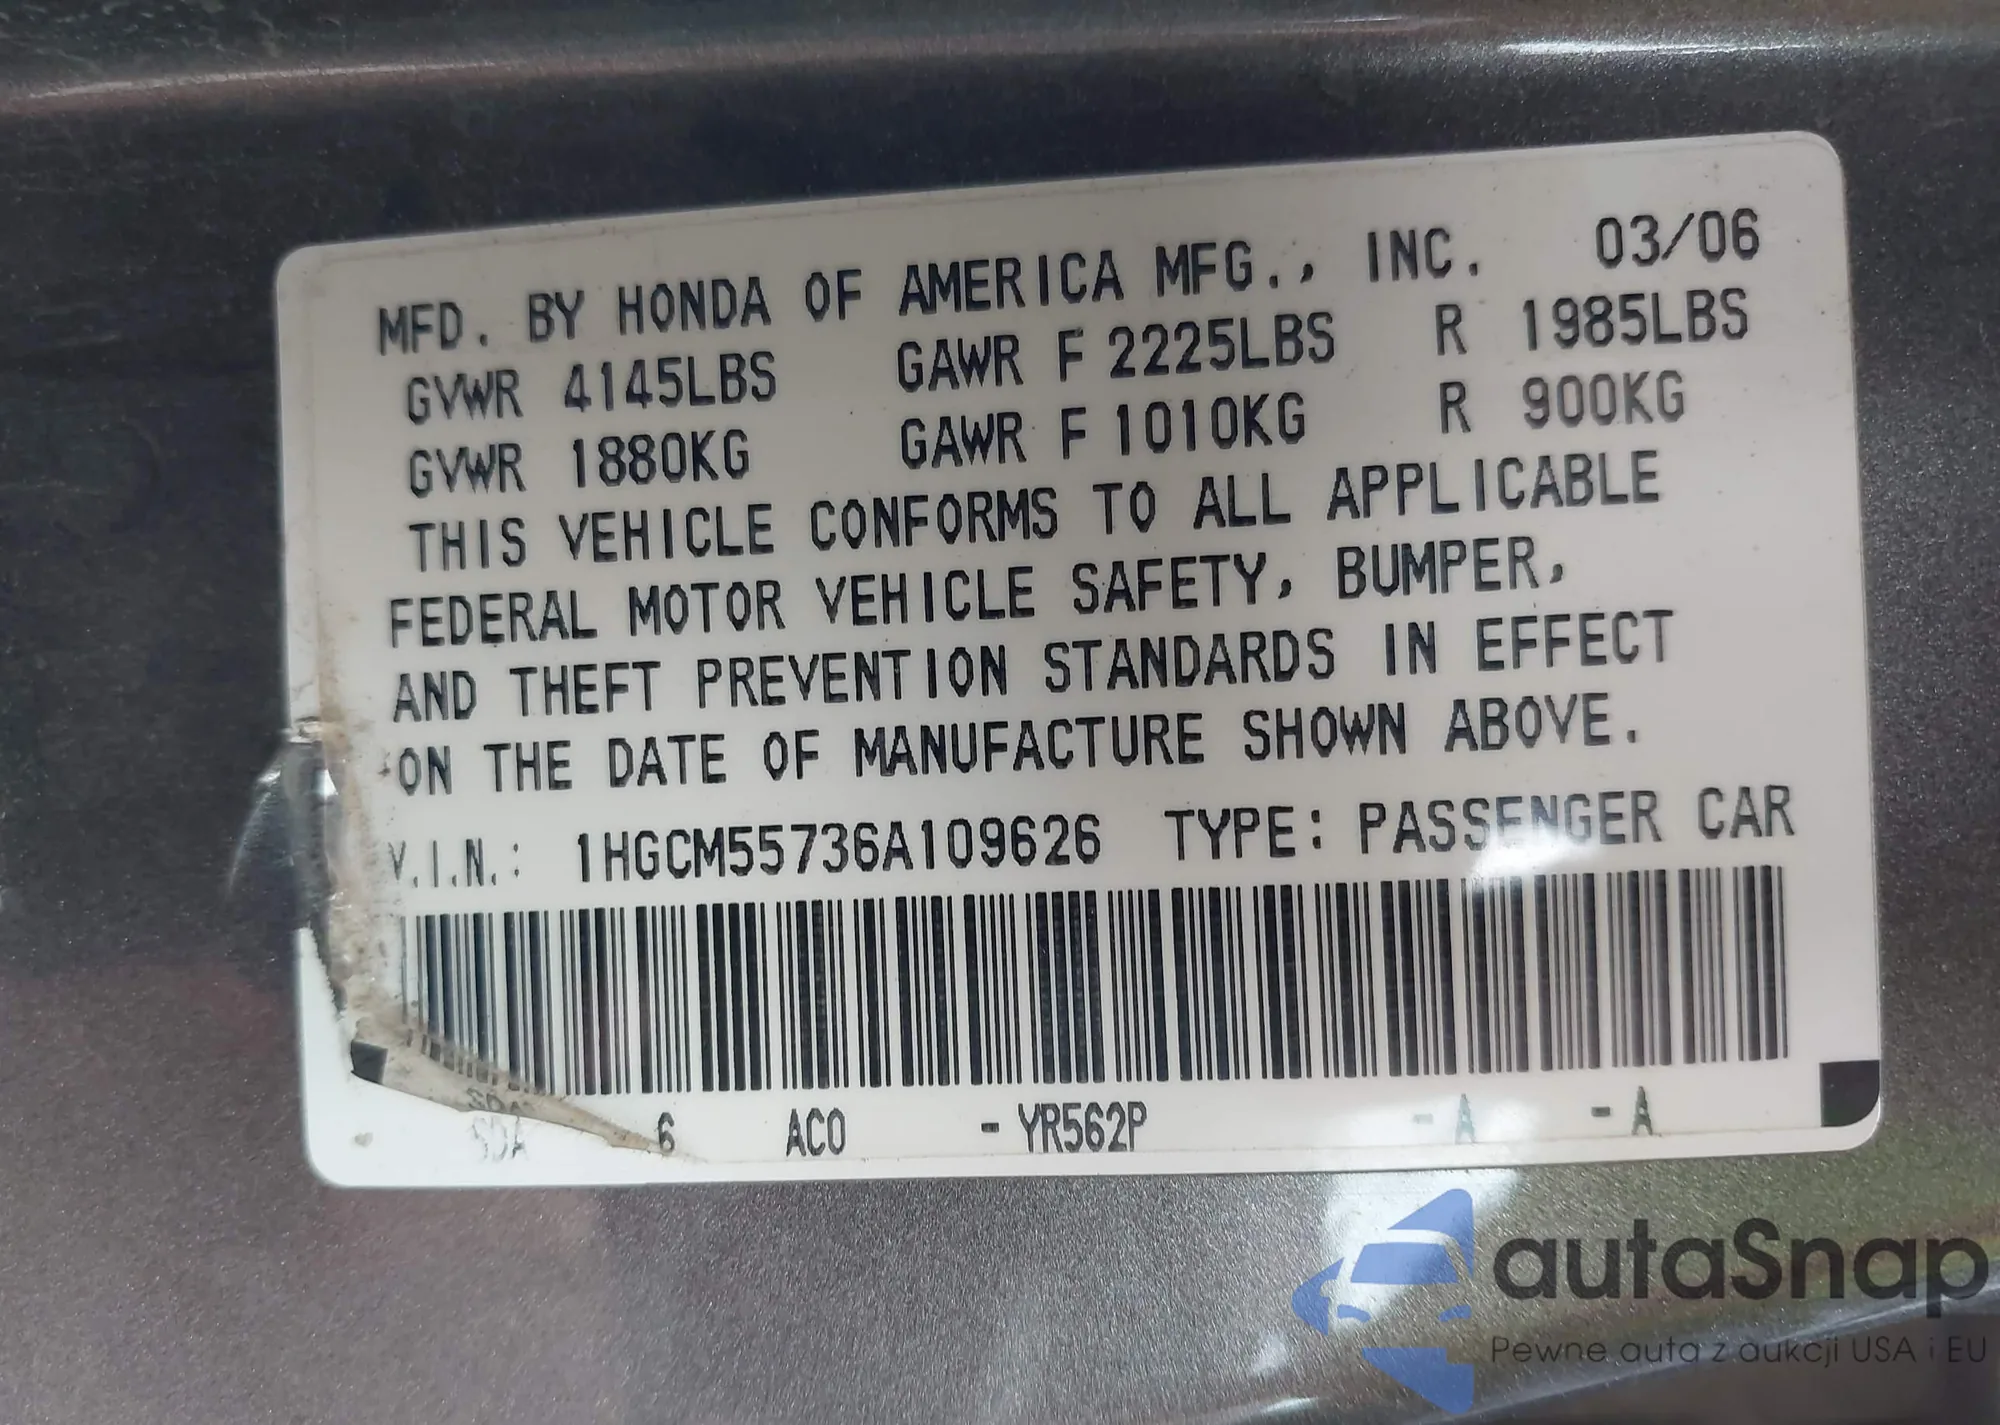 MFD. BY HONDA OF AMERICA MFG., INC. 03/06
GVWR 4145LBS GAWR F 2225LBS R 1985LBS
GVWR 1880KG GAWR F 1010KG R 900KG
THIS VEHICLE CONFORMS TO ALL APPLICABLE
FEDERAL MOTOR VEHICLE SAFETY, BUMPER,
AND THEFT PREVENTION STANDARDS IN EFFECT
ON THE DATE OF MANUFACTURE SHOWN ABOVE.
V.I.N.: 1HGCM55736A109626 TYPE: PASSENGER CAR
SDA 6 AC0 - YR562P - A - A
autaSnap
Pewne auta z aukcji USA i EU